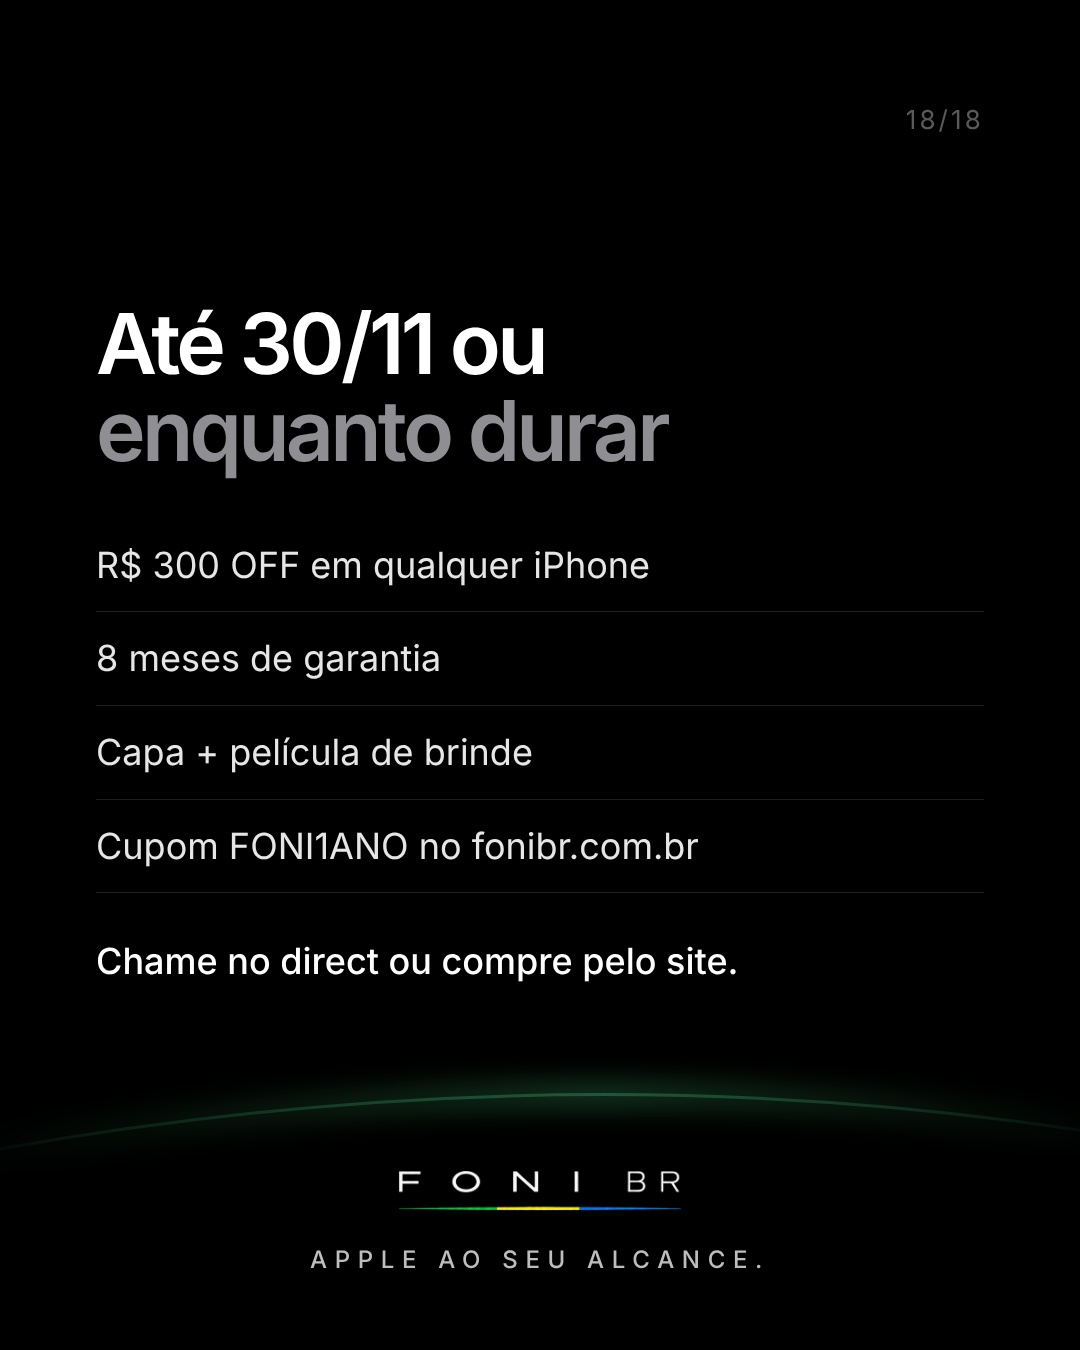 18/18
Até 30/11 ou
enquanto durar
R$ 300 OFF em qualquer iPhone
8 meses de garantia
Capa + película de brinde
Cupom FONI1ANO no fonibr.com.br
Chame no direct ou compre pelo site.
FONI BR
APPLE AO SEU ALCANCE.